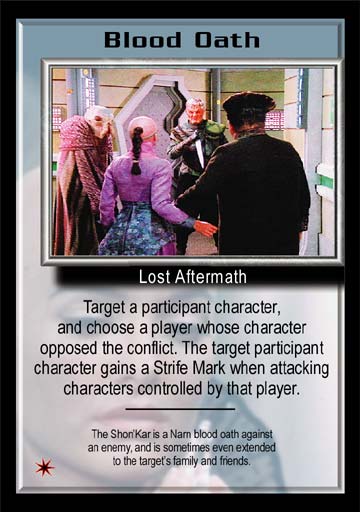 Blood Oath
Lost Aftermath
Target a participant character,
and choose a player whose character
opposed the conflict. The target participant
character gains a Strife Mark when attacking
characters controlled by that player.
The Shon'Kar is a Narn blood oath against
an enemy, and is sometimes even extended
to the target's family and friends.